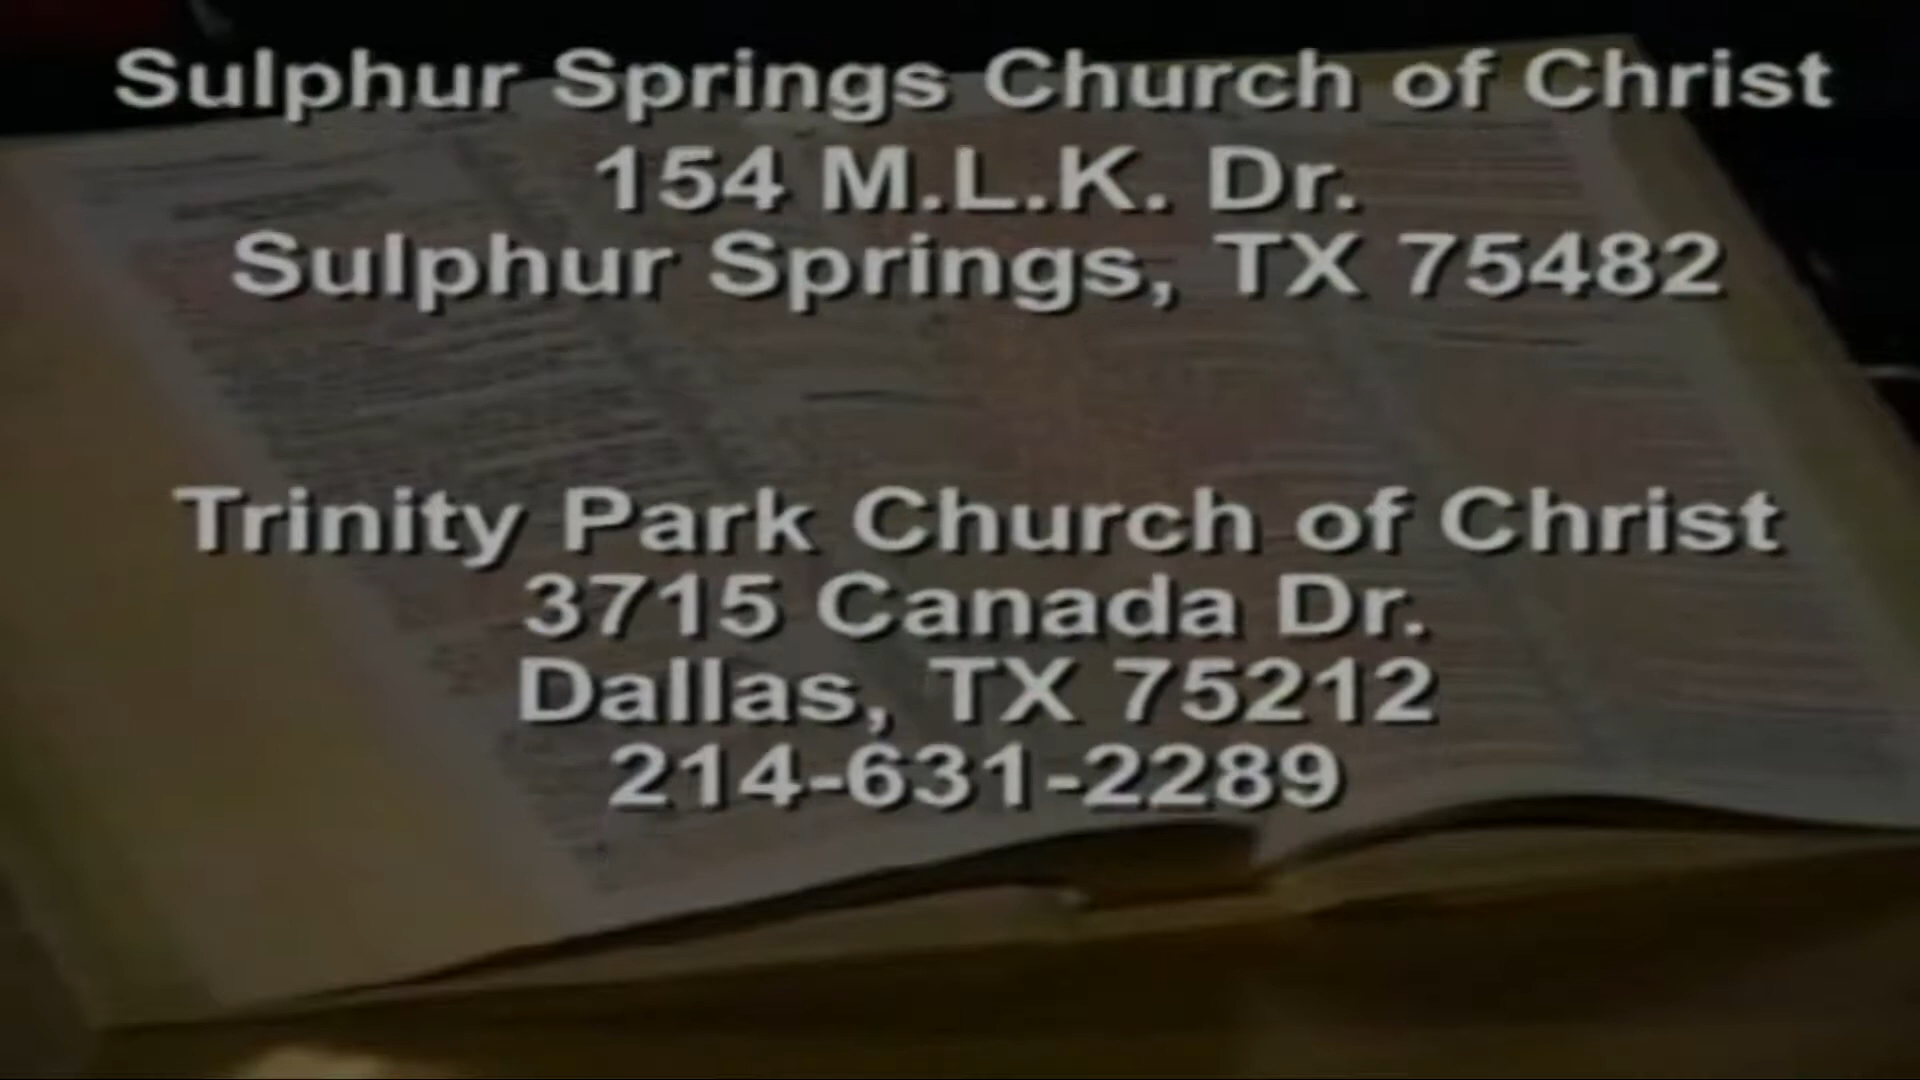 Sulphur Springs Church of Christ
154 M.L.K. Dr.
Sulphur Springs, TX 75482
Trinity Park Church of Christ
3715 Canada Dr.
Dallas, TX 75212
214-631-2289